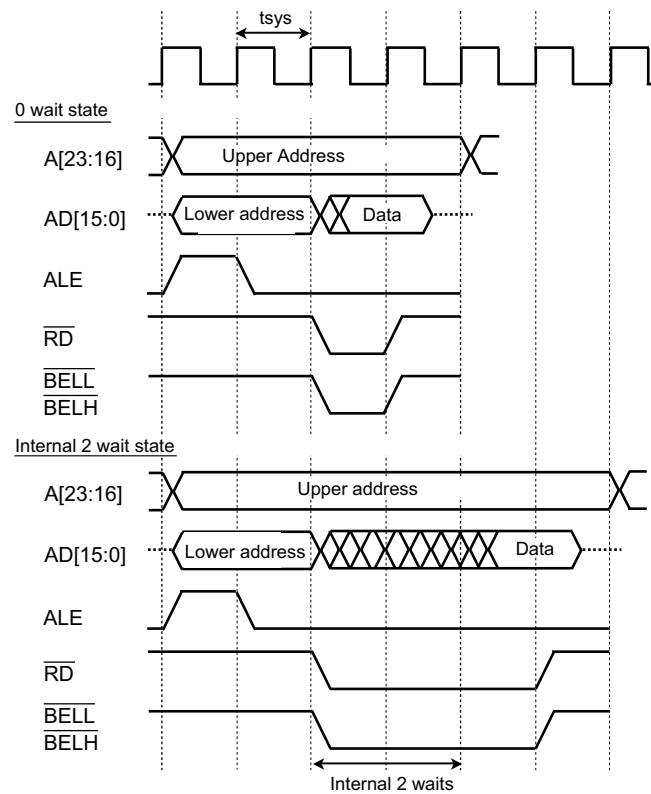 tsys
0 wait state
A[23:16]
Upper Address
AD[15:0]
Lower address
Data
ALE
RD
BELL
BELH
Internal 2 wait state
A[23:16]
Upper address
AD[15:0]
Lower address
Data
ALE
RD
BELL
BELH
Internal 2 waits